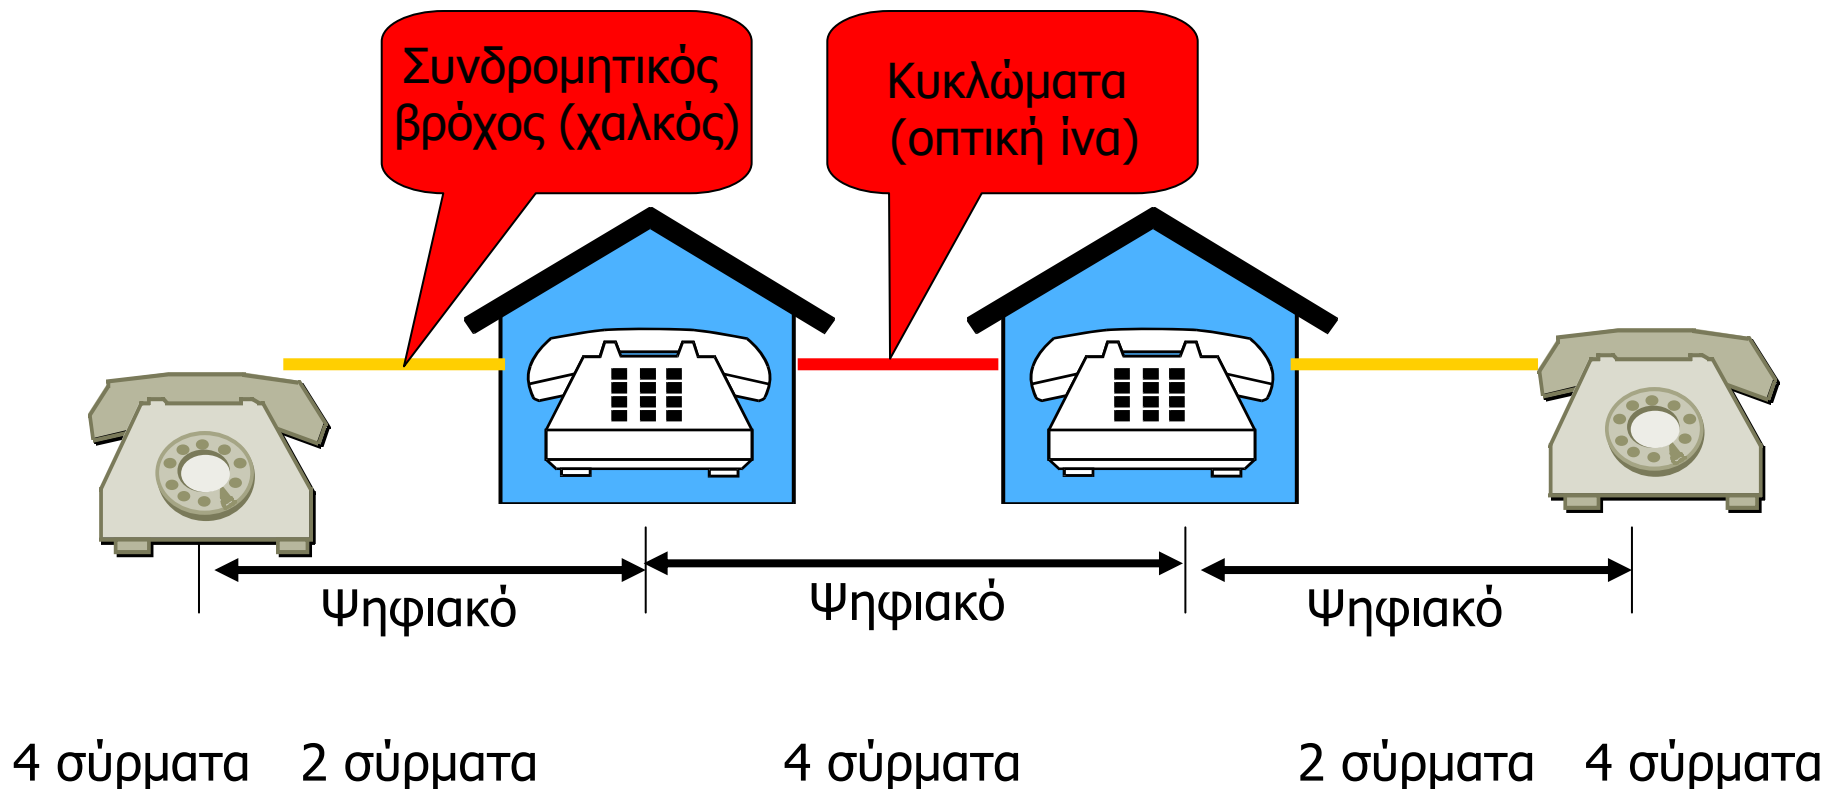 Συνδρομητικός
βρόχος (χαλκός)
Κυκλώματα
(οπτική ίνα)
Ψηφιακό
Ψηφιακό
Ψηφιακό
4 σύρματα
2 σύρματα
4 σύρματα
2 σύρματα
4 σύρματα